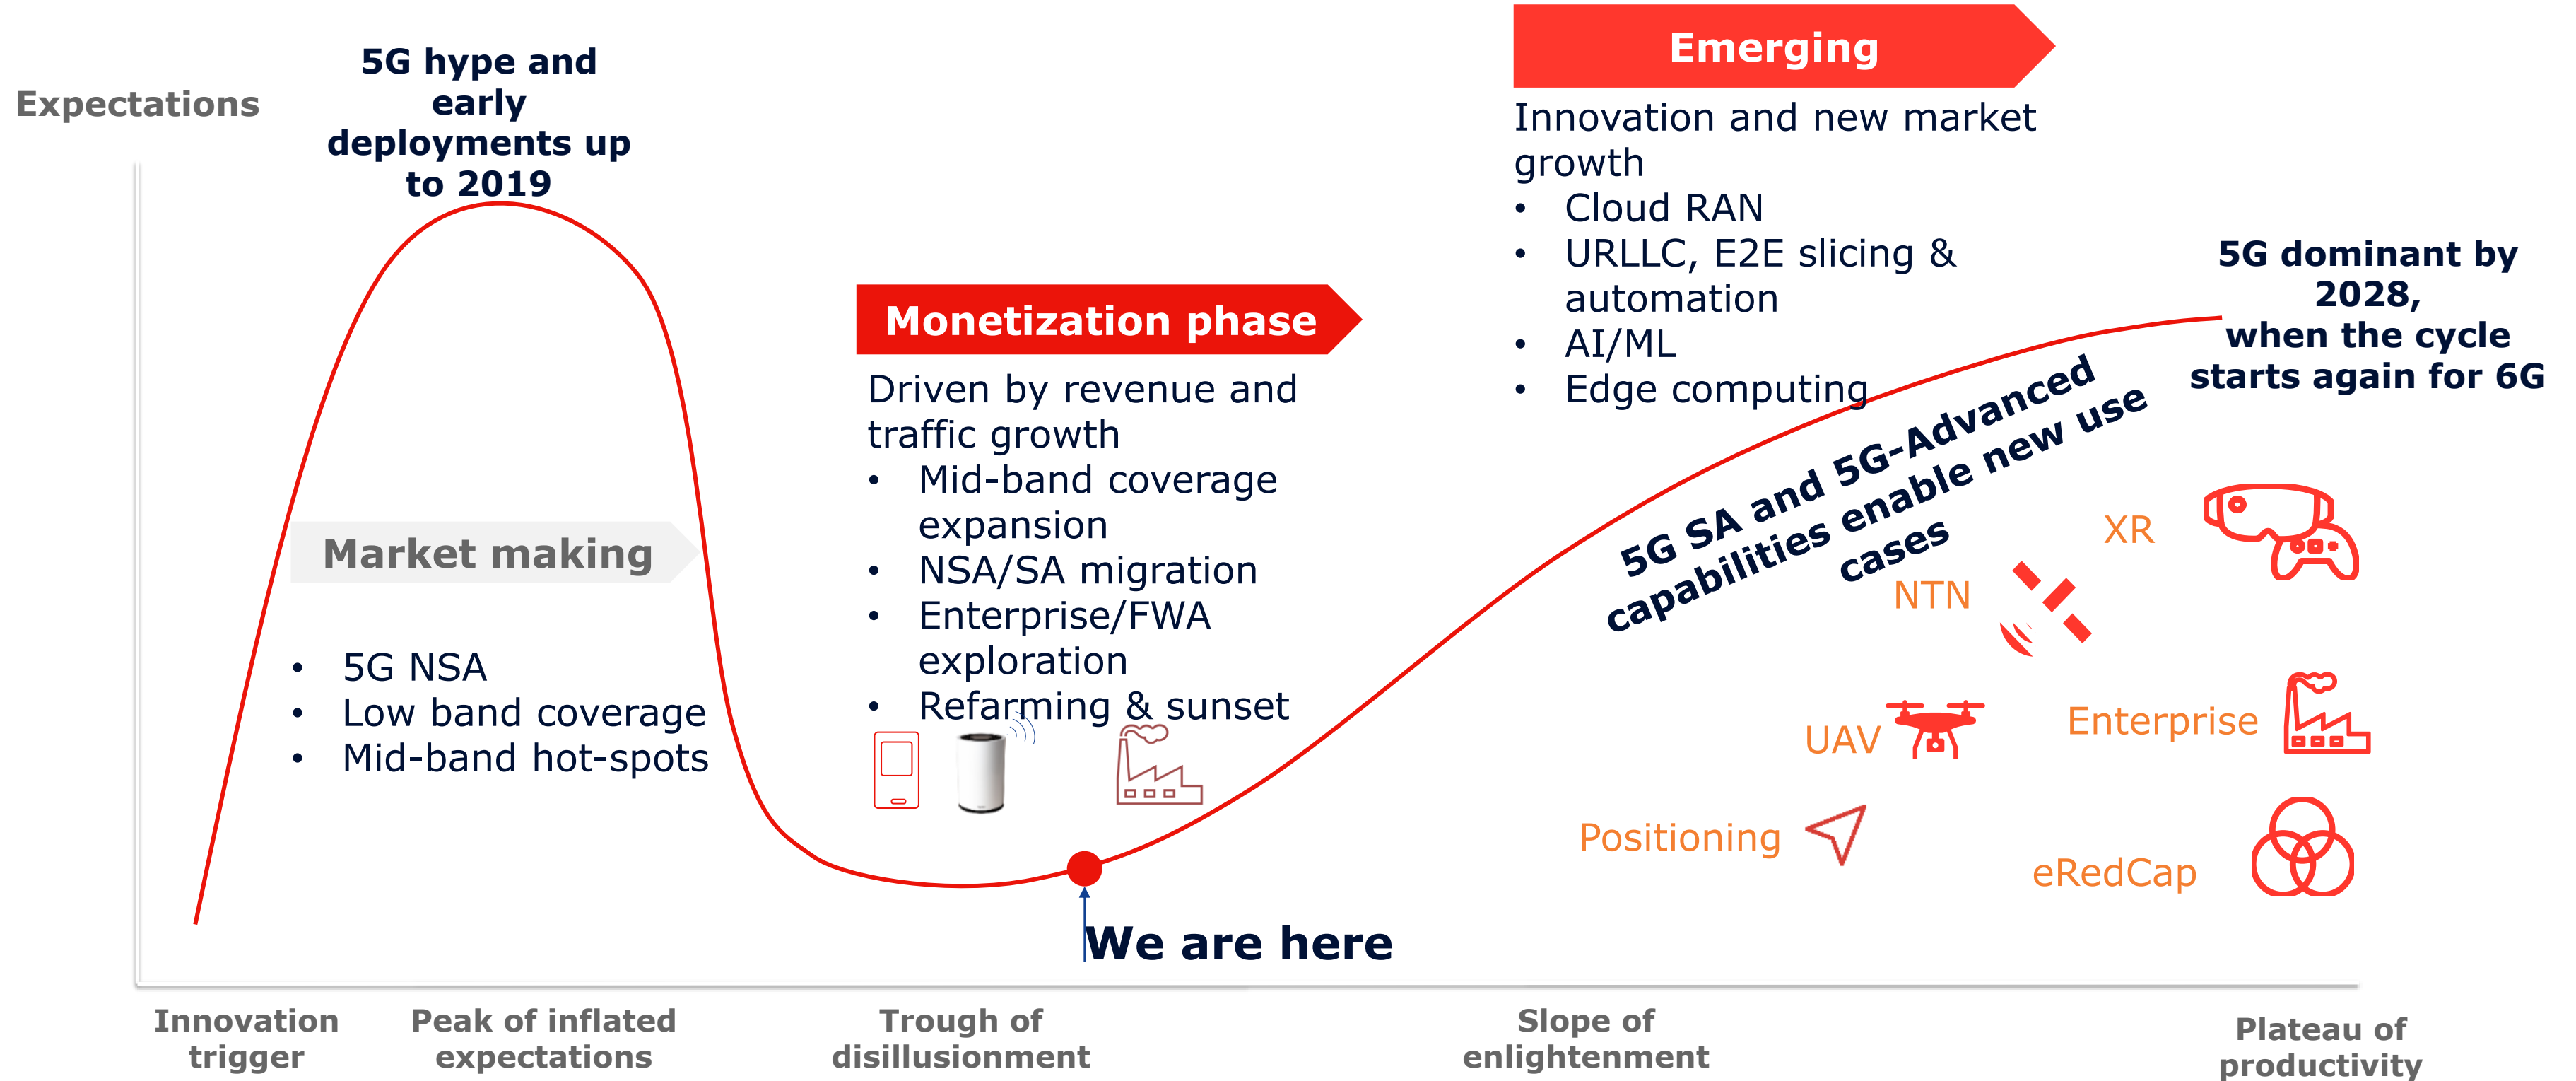 Expectations
5G hype and
early
deployments up
to 2019
Market making
• 5G NSA
• Low band coverage
• Mid-band hot-spots
Monetization phase
Driven by revenue and
traffic growth
• Mid-band coverage
expansion
• NSA/SA migration
• Enterprise/FWA
exploration
• Refarming & sunset
We are here
Emerging
Innovation and new market
growth
• Cloud RAN
• URLLC, E2E slicing &
automation
• AI/ML
• Edge computing
5G SA and 5G-Advanced
capabilities enable new use
cases
5G dominant by
2028,
when the cycle
starts again for 6G
XR
NTN
UAV
Enterprise
Positioning
eRedCap
Innovation
trigger
Peak of inflated
expectations
Trough of
disillusionment
Slope of
enlightenment
Plateau of
productivity